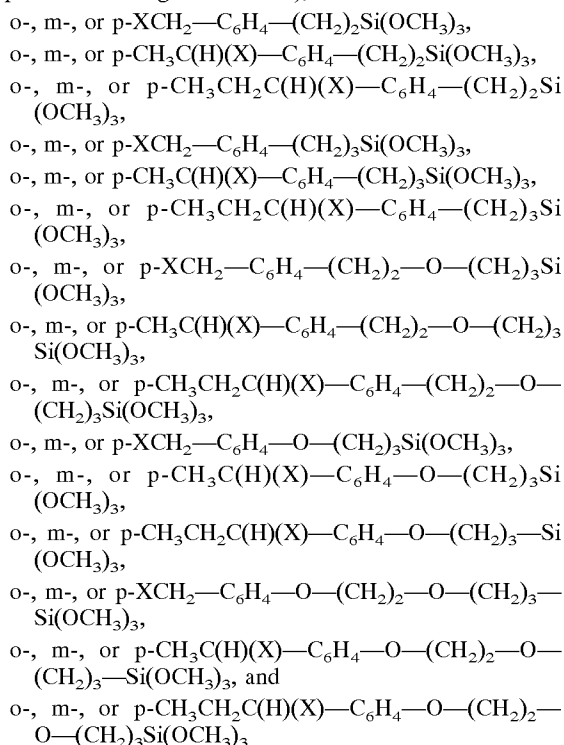 o-, m-, or p-XCH₂—C₆H₄—(CH₂)₂Si(OCH₃)₃,
o-, m-, or p-CH₃C(H)(X)—C₆H₄—(CH₂)₂Si(OCH₃)₃,
o-, m-, or p-CH₃CH₂C(H)(X)—C₆H₄—(CH₂)₂Si
(OCH₃)₃,
o-, m-, or p-XCH₂—C₆H₄—(CH₂)₃Si(OCH₃)₃,
o-, m-, or p-CH₃C(H)(X)—C₆H₄—(CH₂)₃Si(OCH₃)₃,
o-, m-, or p-CH₃CH₂C(H)(X)—C₆H₄—(CH₂)₃Si
(OCH₃)₃,
o-, m-, or p-XCH₂—C₆H₄—(CH₂)₂—O—(CH₂)₃Si
(OCH₃)₃,
o-, m-, or p-CH₃C(H)(X)—C₆H₄—(CH₂)₂—O—(CH₂)₃
Si(OCH₃)₃,
o-, m-, or p-CH₃CH₂C(H)(X)—C₆H₄—(CH₂)₂—O—
(CH₂)₃Si(OCH₃)₃,
o-, m-, or p-XCH₂—C₆H₄—O—(CH₂)₃Si(OCH₃)₃,
o-, m-, or p-CH₃C(H)(X)—C₆H₄—O—(CH₂)₃Si
(OCH₃)₃,
o-, m-, or p-CH₃CH₂C(H)(X)—C₆H₄—O—(CH₂)₃—Si
(OCH₃)₃,
o-, m-, or p-XCH₂—C₆H₄—O—(CH₂)₂—O—(CH₂)₃—
Si(OCH₃)₃,
o-, m-, or p-CH₃C(H)(X)—C₆H₄—O—(CH₂)₂—O—
(CH₂)₃—Si(OCH₃)₃, and
o-, m-, or p-CH₃CH₂C(H)(X)—C₆H₄—O—(CH₂)₂—
O—(CH₂)₃Si(OCH₃)₃